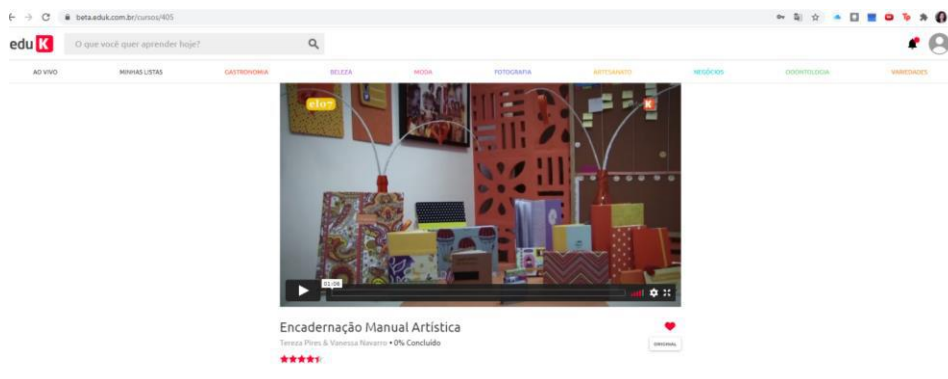 beta.eduk.com.br/cursos/405
edu K
O que você quer aprender hoje?
AO VIVO MINHAS LISTAS GASTRONOMIA BELEZA MODA FOTOGRAFIA ARTESANATO NEGÓCIOS ODONTOLOGIA VARIEDADES
elo7 K
01:06
Encadernação Manual Artística
Tereza Pires & Vanessa Navarro • 0% Concluído
ORIGINAL